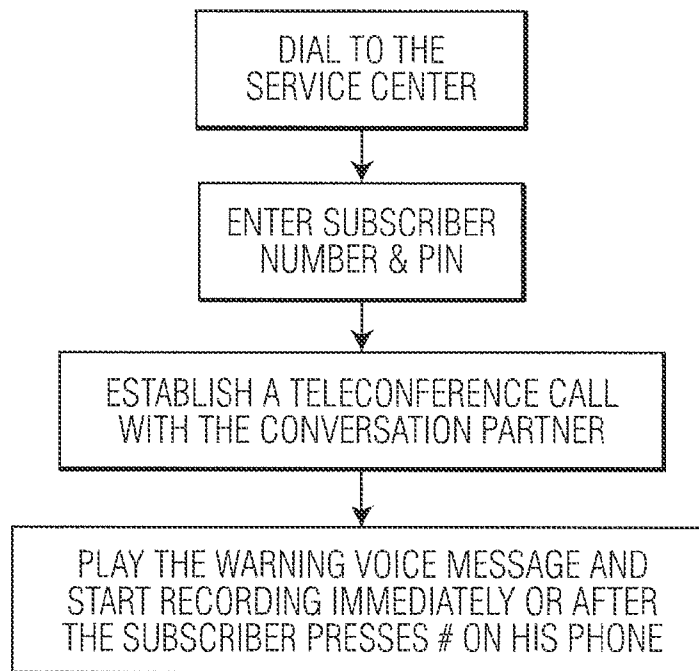 DIAL TO THE
SERVICE CENTER
ENTER SUBSCRIBER
NUMBER & PIN
ESTABLISH A TELECONFERENCE CALL
WITH THE CONVERSATION PARTNER
PLAY THE WARNING VOICE MESSAGE AND
START RECORDING IMMEDIATELY OR AFTER
THE SUBSCRIBER PRESSES # ON HIS PHONE